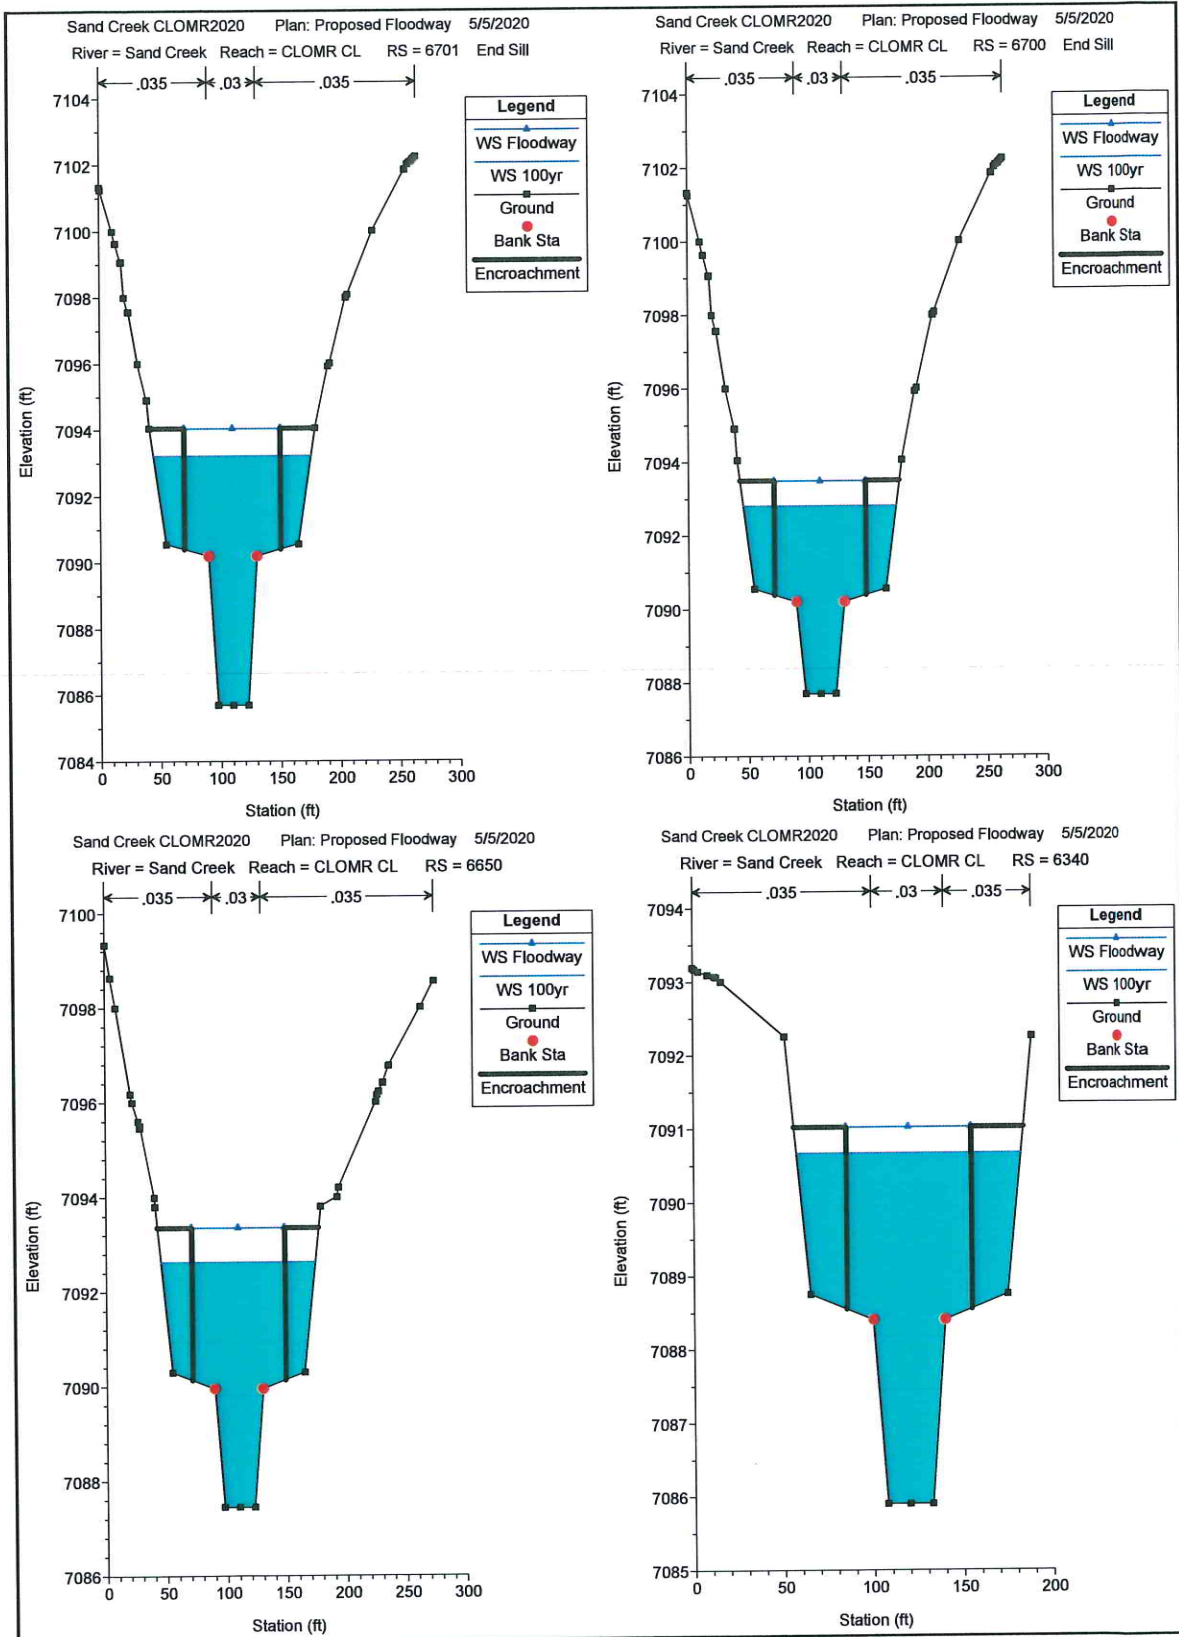 Sand Creek CLOMR2020 Plan: Proposed Floodway 5/5/2020
River = Sand Creek Reach = CLOMR CL RS = 6701 End Sill
.035 .03 .035
7104
7102
7100
7098
7096
7094
7092
7090
7088
7086
7084
Elevation (ft)
0 50 100 150 200 250 300
Station (ft)
Legend
WS Floodway
WS 100yr
Ground
Bank Sta
Encroachment
Sand Creek CLOMR2020 Plan: Proposed Floodway 5/5/2020
River = Sand Creek Reach = CLOMR CL RS = 6700 End Sill
.035 .03 .035
7104
7102
7100
7098
7096
7094
7092
7090
7088
7086
Elevation (ft)
0 50 100 150 200 250 300
Station (ft)
Legend
WS Floodway
WS 100yr
Ground
Bank Sta
Encroachment
Sand Creek CLOMR2020 Plan: Proposed Floodway 5/5/2020
River = Sand Creek Reach = CLOMR CL RS = 6650
.035 .03 .035
7100
7098
7096
7094
7092
7090
7088
7086
Elevation (ft)
0 50 100 150 200 250 300
Station (ft)
Legend
WS Floodway
WS 100yr
Ground
Bank Sta
Encroachment
Sand Creek CLOMR2020 Plan: Proposed Floodway 5/5/2020
River = Sand Creek Reach = CLOMR CL RS = 6340
.035 .03 .035
7094
7093
7092
7091
7090
7089
7088
7087
7086
7085
Elevation (ft)
0 50 100 150 200
Station (ft)
Legend
WS Floodway
WS 100yr
Ground
Bank Sta
Encroachment